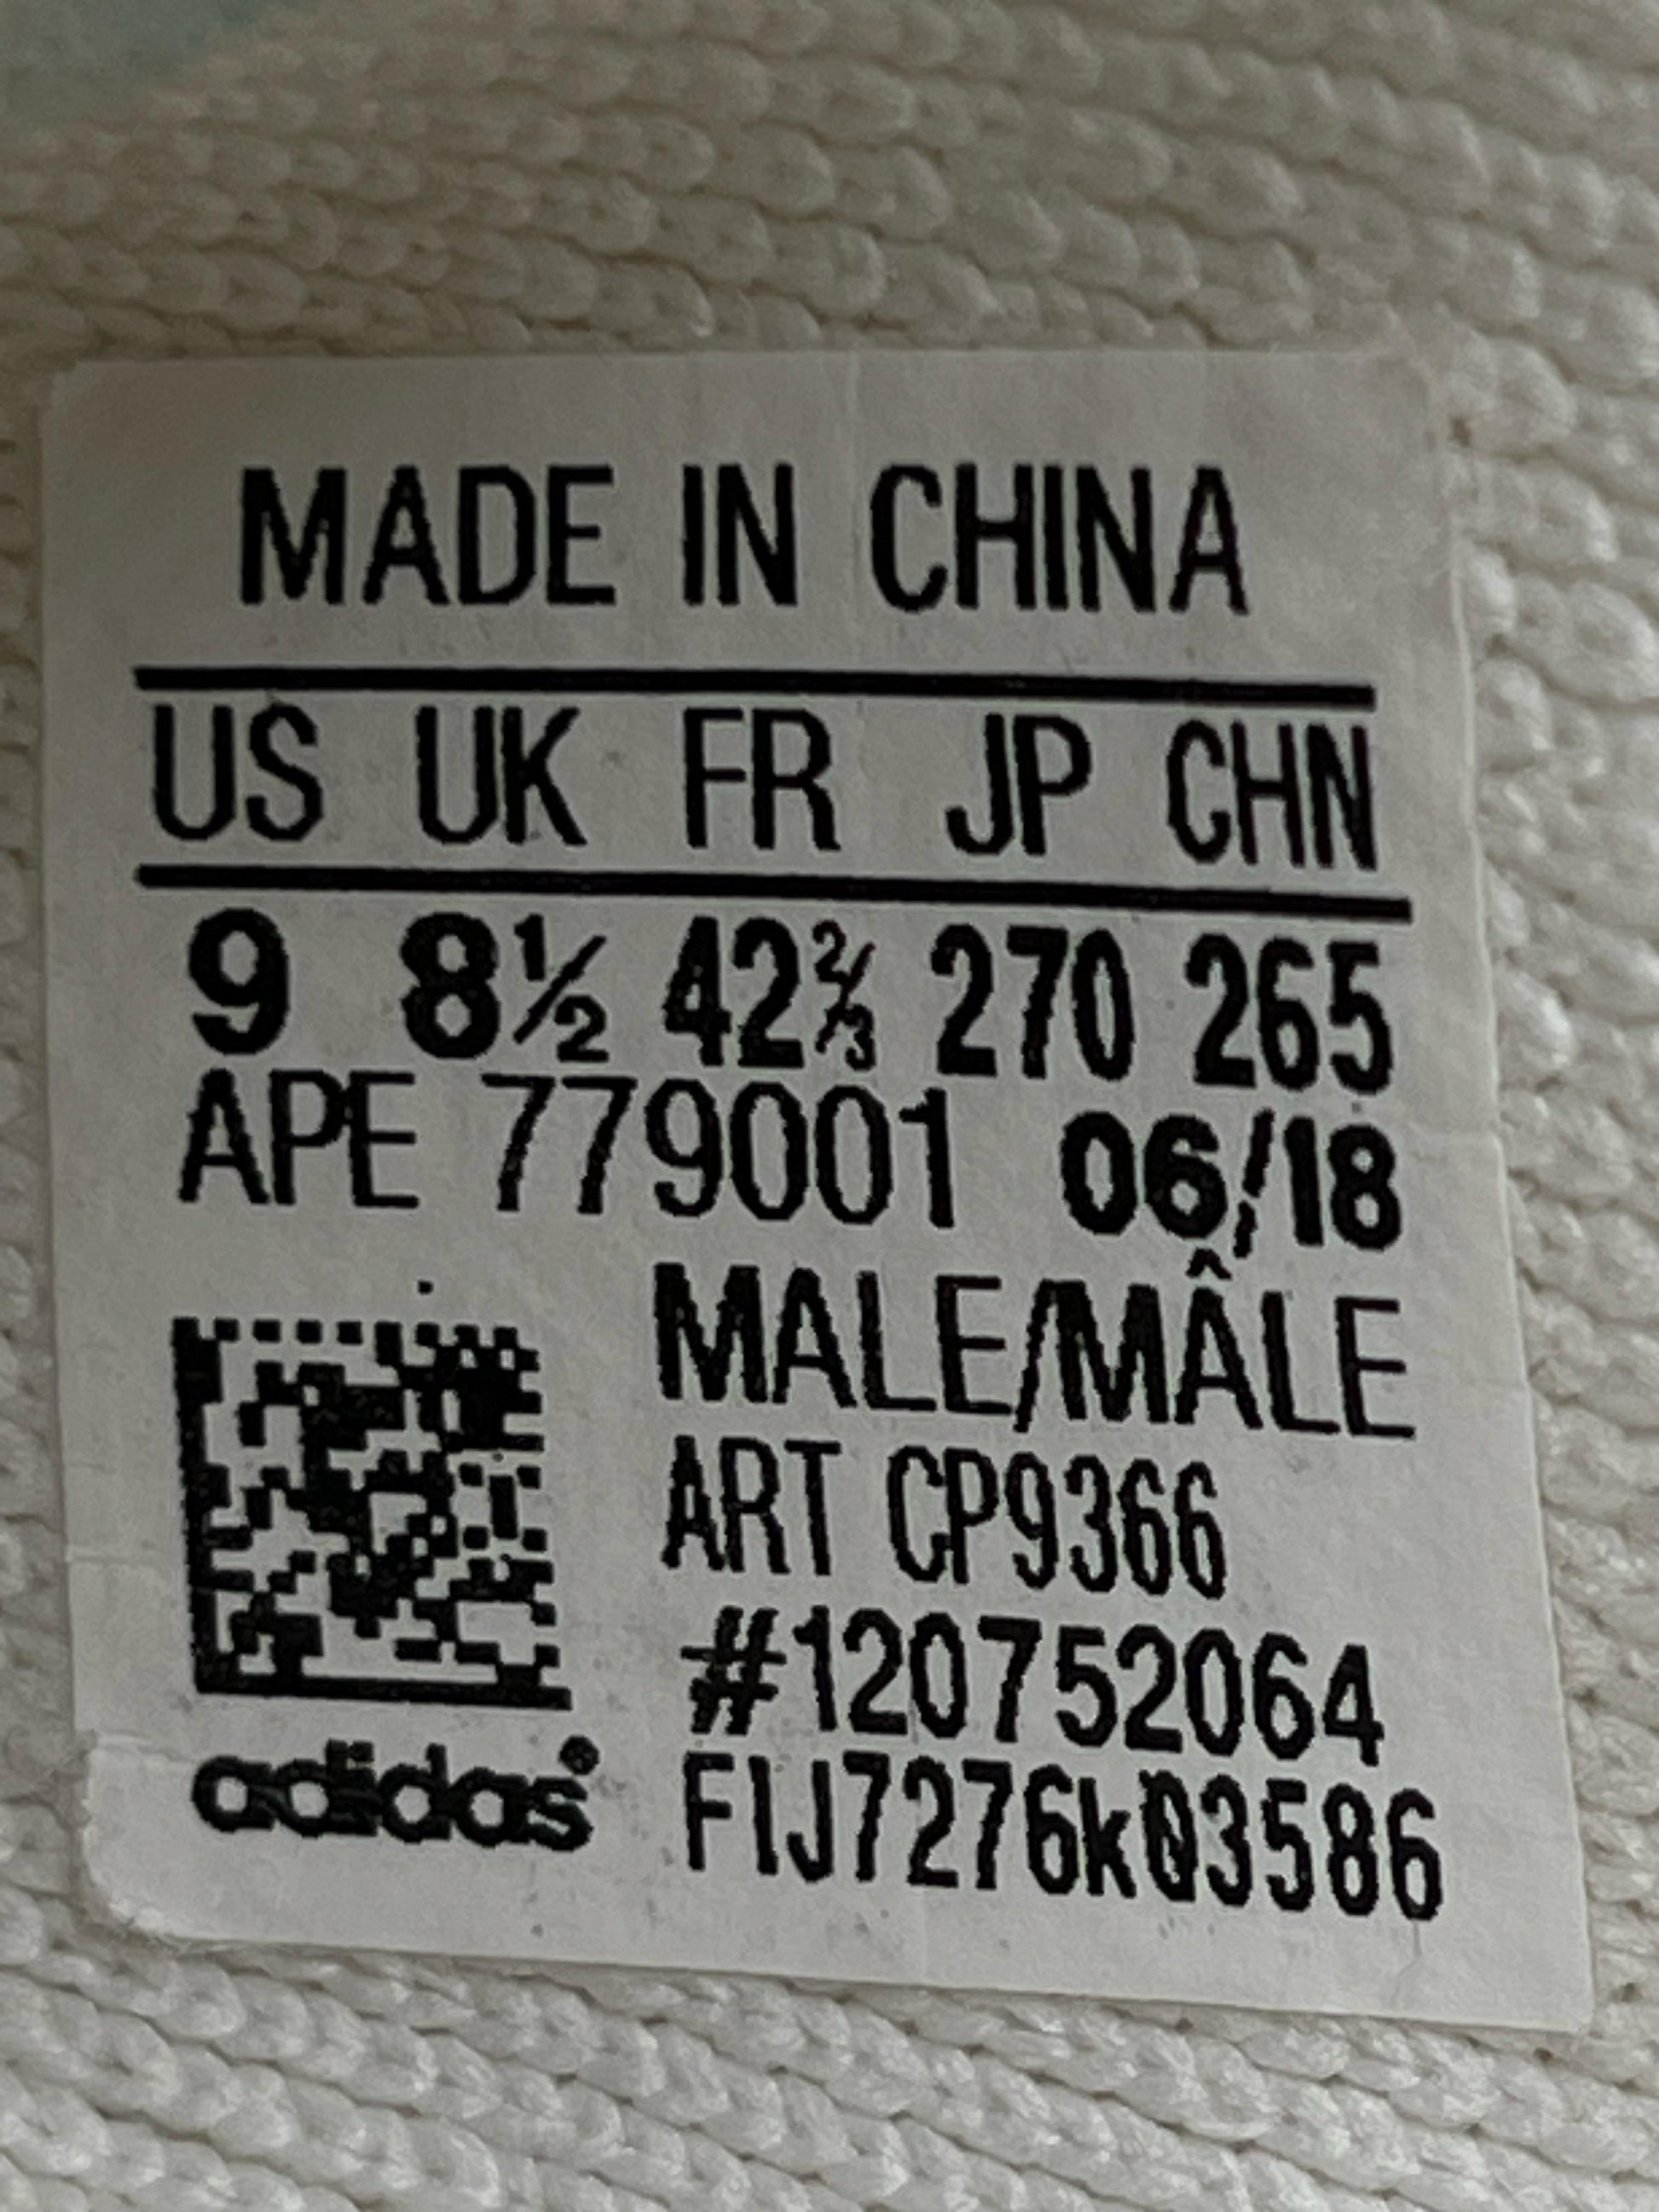 MADE IN CHINA
US UK FR JP CHN
9 8½ 42⅔ 270 265
APE 779001 06/18
MALE/MÂLE
ART CP9366
#120752064
FIJ7276k03586
adidas®